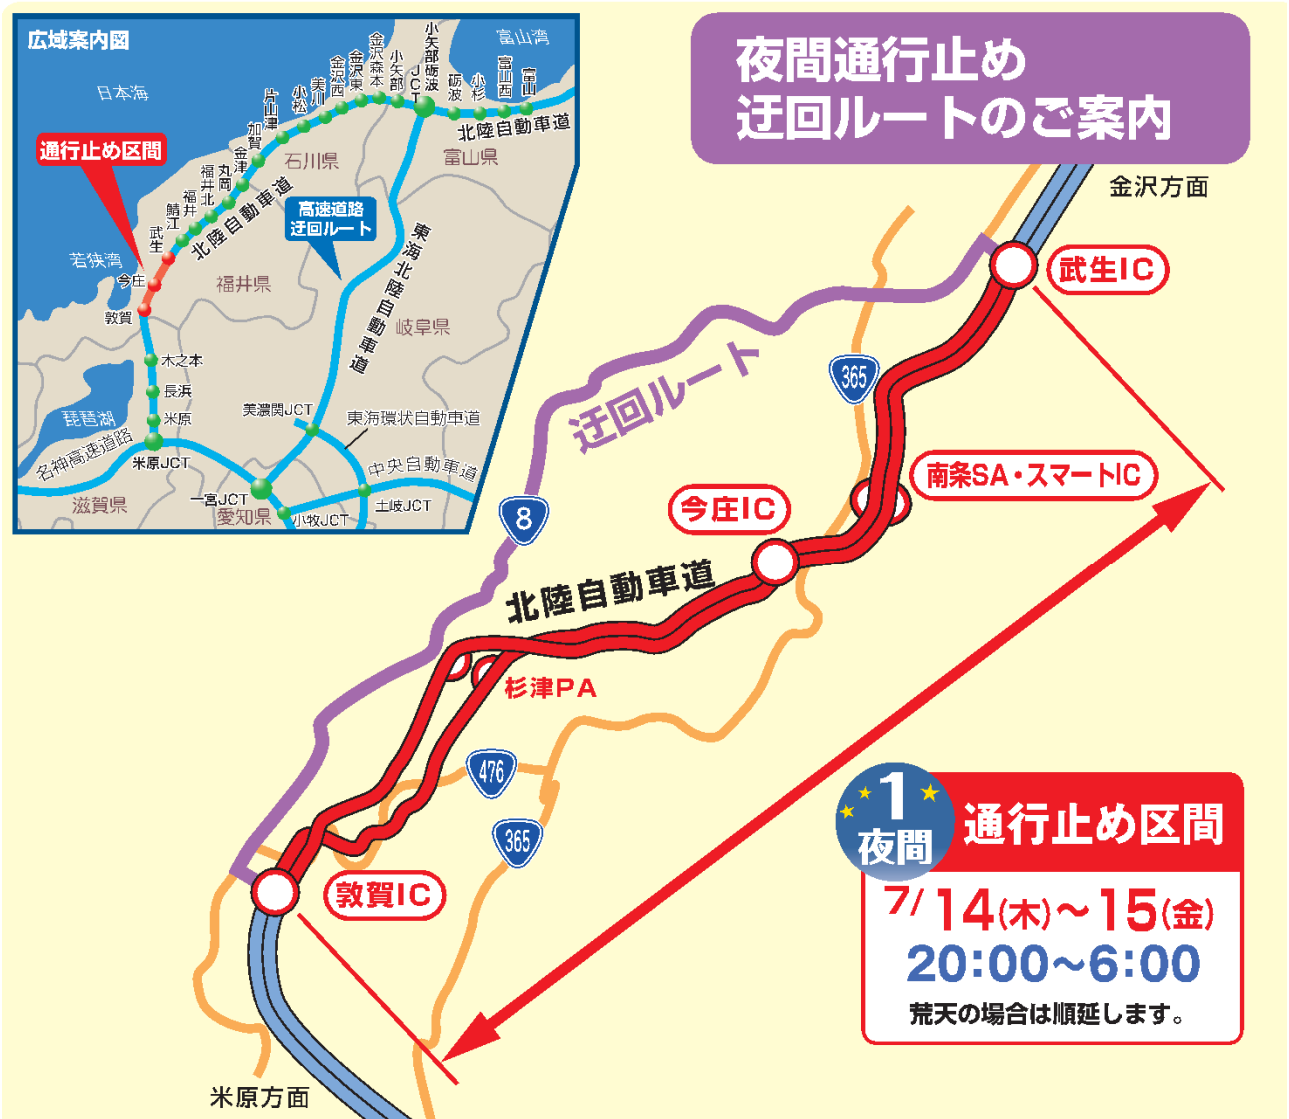 広域案内図
日本海
富山湾
若狭湾
琵琶湖
通行止め区間
高速道路
迂回ルート
石川県
富山県
福井県
岐阜県
滋賀県
愛知県
北陸自動車道
北陸自動車道
東海北陸自動車道
東海環状自動車道
中央自動車道
名神高速道路
富山
富山西
小杉
砺波
小矢部砺波JCT
小矢部
金沢森本
金沢東
金沢西
美川
小松
片山津
加賀
金津
丸岡
福井北
福井
鯖江
武生
今庄
敦賀
木之本
長浜
米原
米原JCT
美濃関JCT
一宮JCT
小牧JCT
土岐JCT
夜間通行止め
迂回ルートのご案内
金沢方面
武生IC
迂回ルート
365
南条SA・スマートIC
今庄IC
8
北陸自動車道
杉津PA
476
365
敦賀IC
米原方面
1
夜間
通行止め区間
7/14(木)〜15(金)
20:00〜6:00
荒天の場合は順延します。